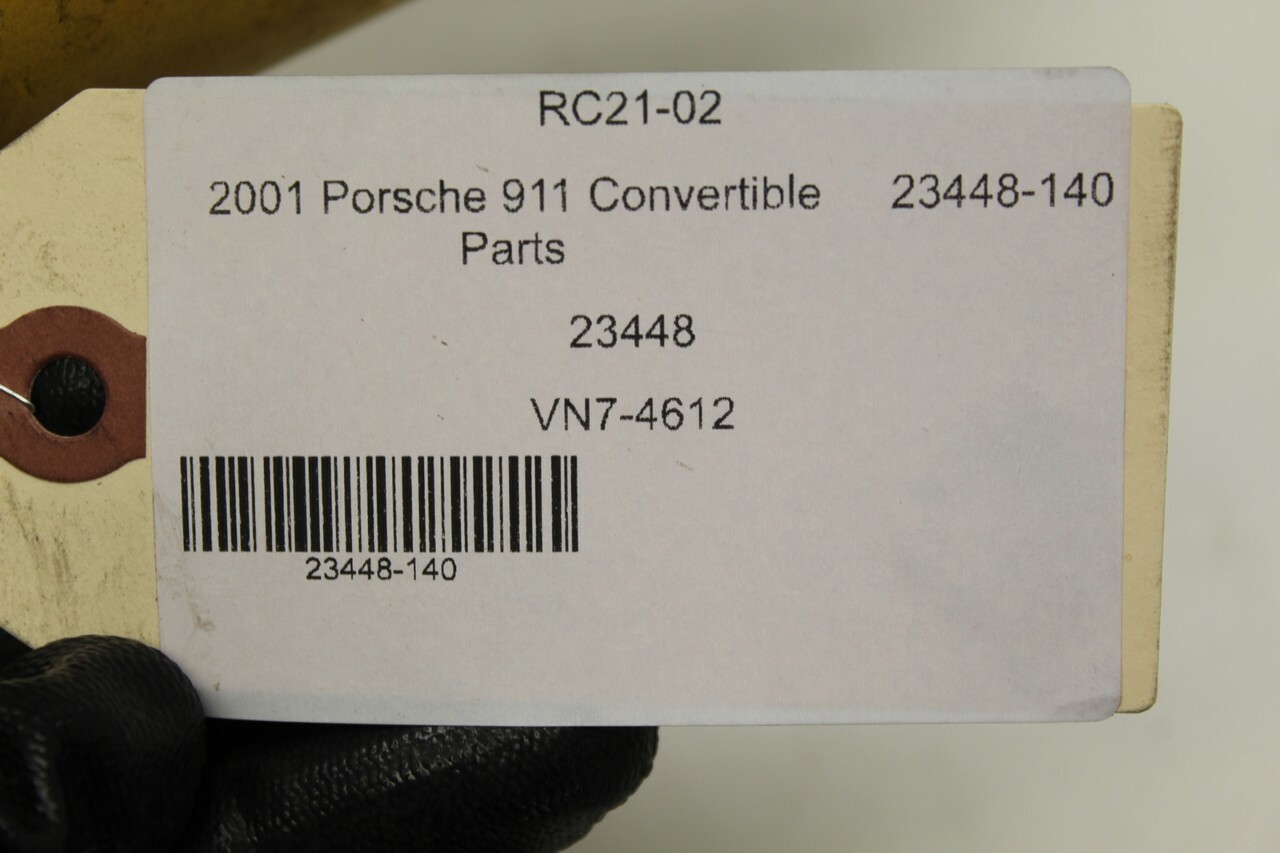 RC21-02
2001 Porsche 911 Convertible 23448-140
Parts
23448
VN7-4612
23448-140